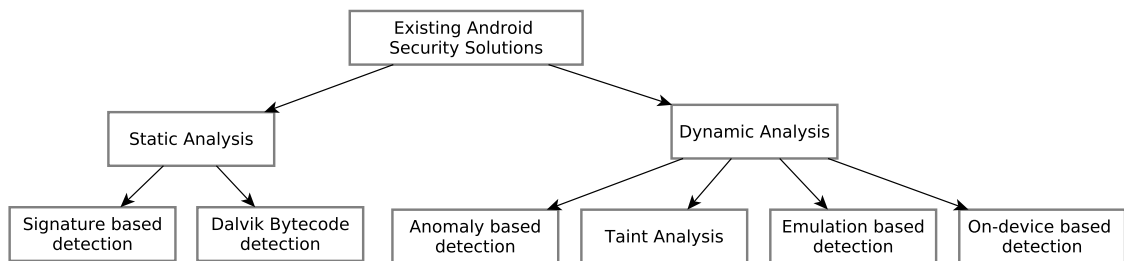 Existing Android
Security Solutions
Static Analysis
Dynamic Analysis
Signature based
detection
Dalvik Bytecode
detection
Anomaly based
detection
Taint Analysis
Emulation based
detection
On-device based
detection